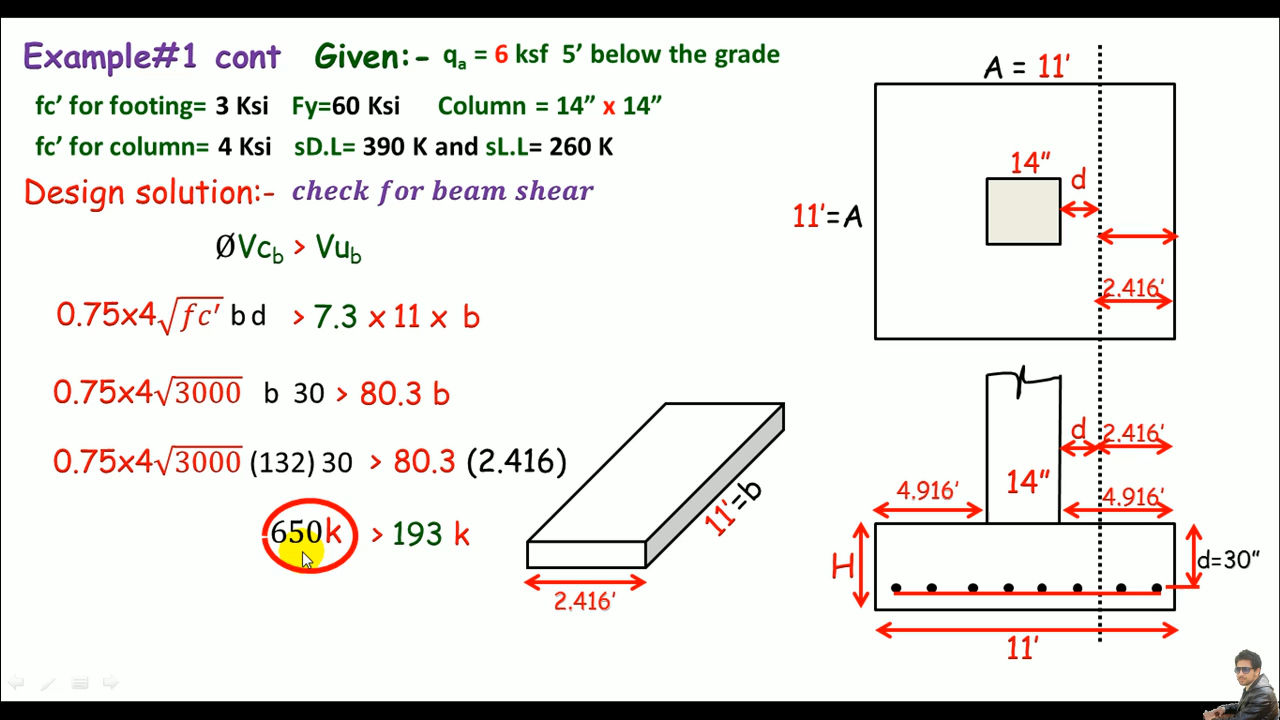 Example#1 cont Given:- qa = 6 ksf 5' below the grade
fc' for footing= 3 Ksi Fy=60 Ksi Column = 14” x 14”
fc' for column= 4 Ksi sD.L= 390 K and sL.L= 260 K
Design solution:- check for beam shear
ØVcb > Vub
0.75x4√fc' b d > 7.3 x 11 x b
0.75x4√3000 b 30 > 80.3 b
0.75x4√3000 (132) 30 > 80.3 (2.416)
650k > 193 k
11'=b
2.416'
A = 11'
14”
d
11'=A
2.416'
d 2.416'
14”
4.916' 4.916'
H
d=30”
11'